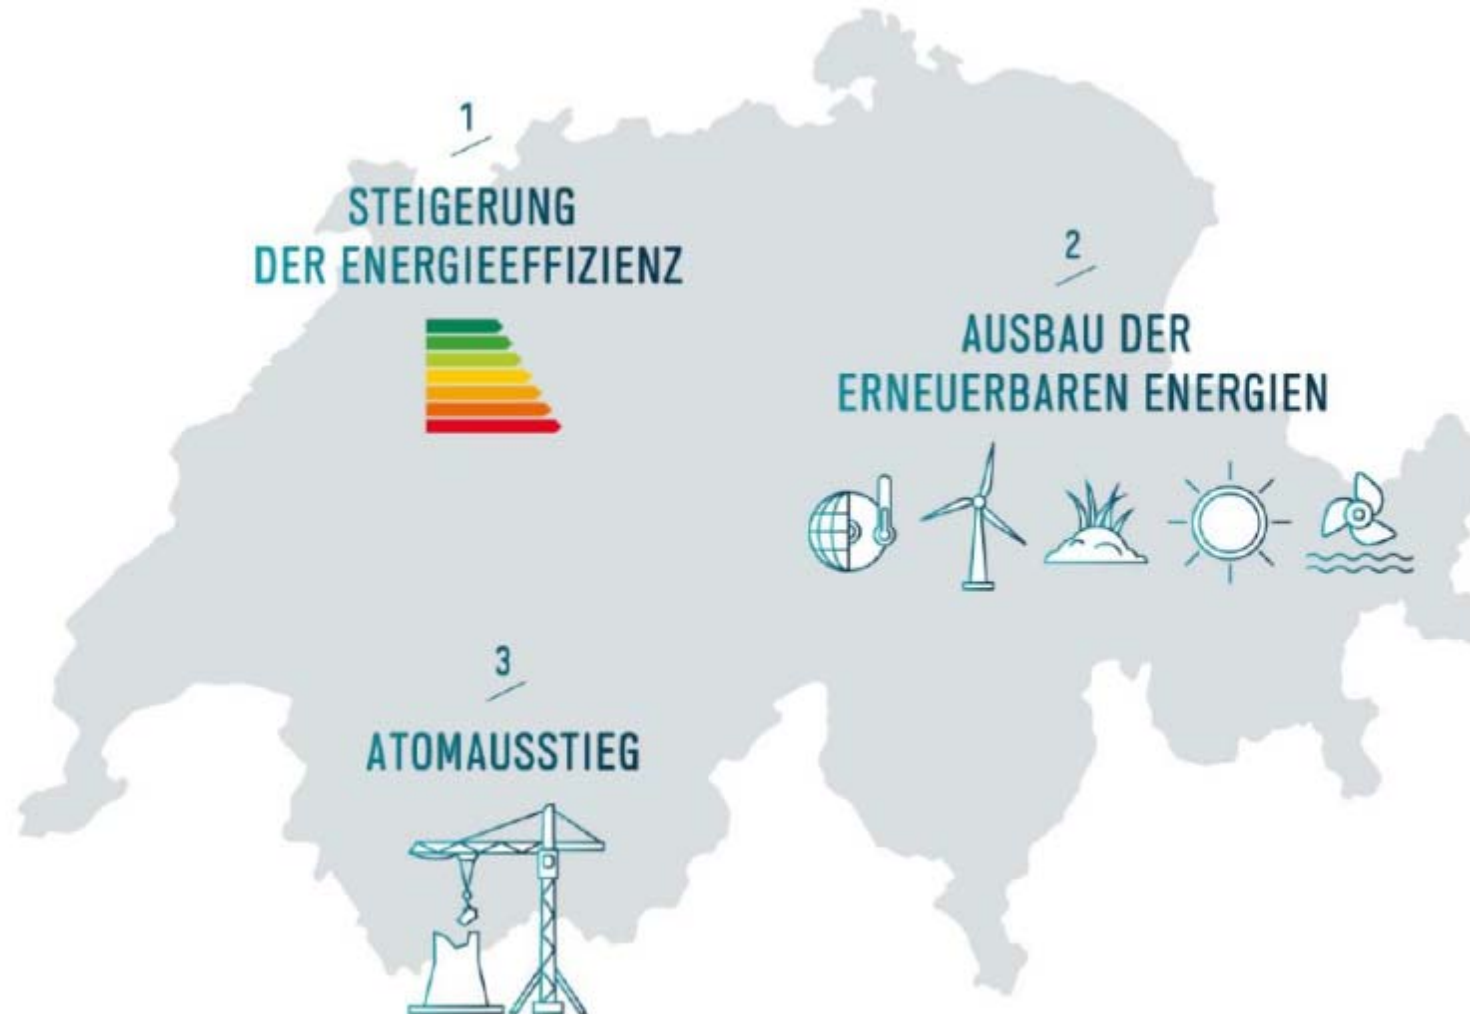 1
STEIGERUNG
DER ENERGIEEFFIZIENZ
2
AUSBAU DER
ERNEUERBAREN ENERGIEN
3
ATOMAUSSTIEG